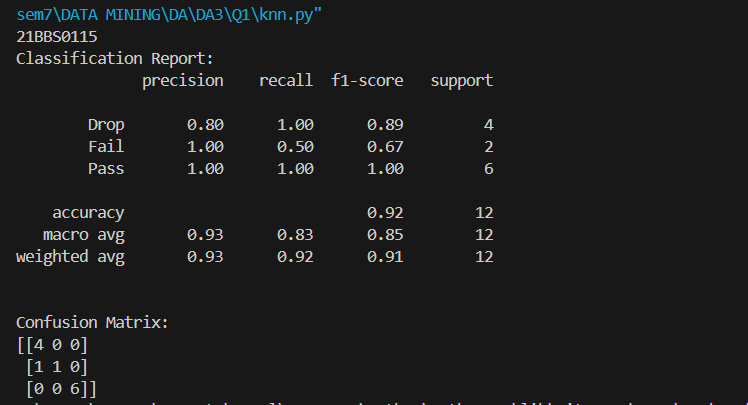 sem7\DATA MINING\DA\DA3\Q1\knn.py"
21BBS0115
Classification Report:
precision recall f1-score support
Drop 0.80 1.00 0.89 4
Fail 1.00 0.50 0.67 2
Pass 1.00 1.00 1.00 6
accuracy 0.92 12
macro avg 0.93 0.83 0.85 12
weighted avg 0.93 0.92 0.91 12
Confusion Matrix:
[[4 0 0]
[1 1 0]
[0 0 6]]